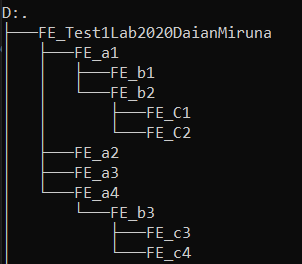 D:.
FE_Test1Lab2020DaianMiruna
FE_a1
FE_b1
FE_b2
FE_C1
FE_C2
FE_a2
FE_a3
FE_a4
FE_b3
FE_c3
FE_c4